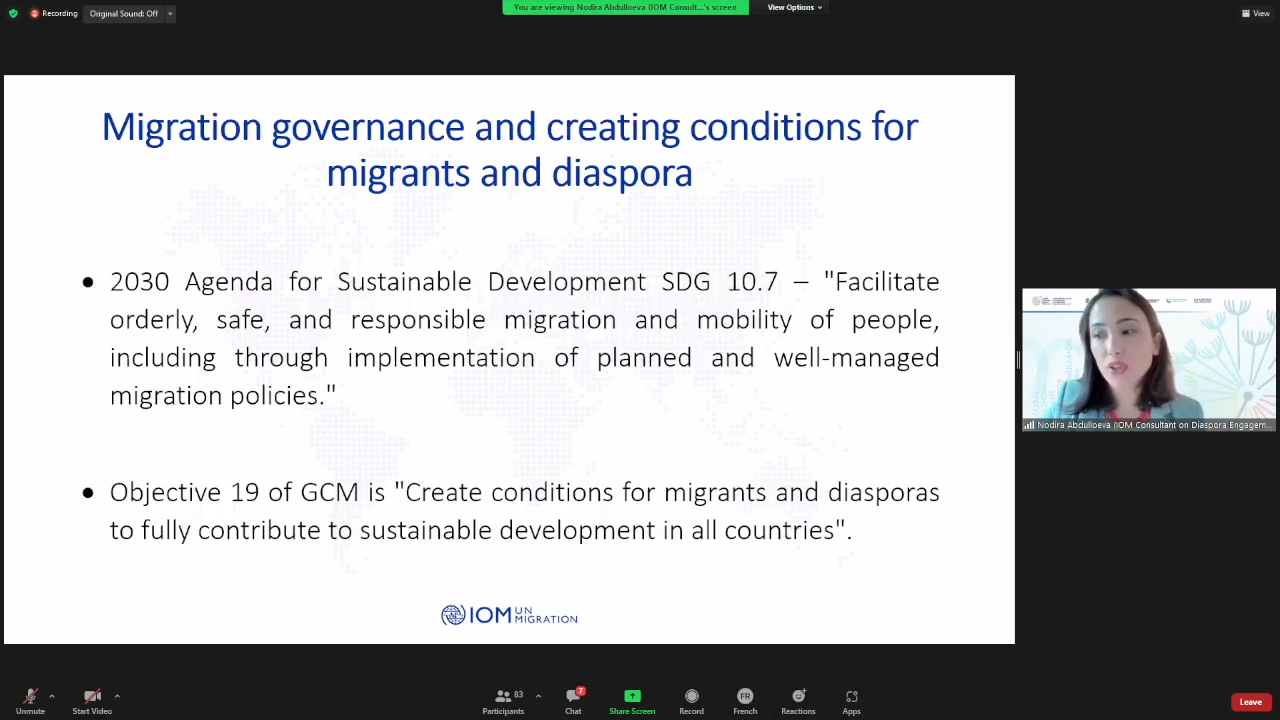 Recording
Original Sound: Off
You are viewing Nodira Abdulloeva (IOM Consult...'s screen
View Options
View
Migration governance and creating conditions for
migrants and diaspora
• 2030 Agenda for Sustainable Development SDG 10.7 – "Facilitate
orderly, safe, and responsible migration and mobility of people,
including through implementation of planned and well-managed
migration policies."
• Objective 19 of GCM is "Create conditions for migrants and diasporas
to fully contribute to sustainable development in all countries".
IOM UN
MIGRATION
Nodira Abdulloeva (IOM Consultant on Diaspora Engagem...
Unmute
Start Video
83
Participants
7
Chat
Share Screen
Record
FR
French
Reactions
Apps
Leave